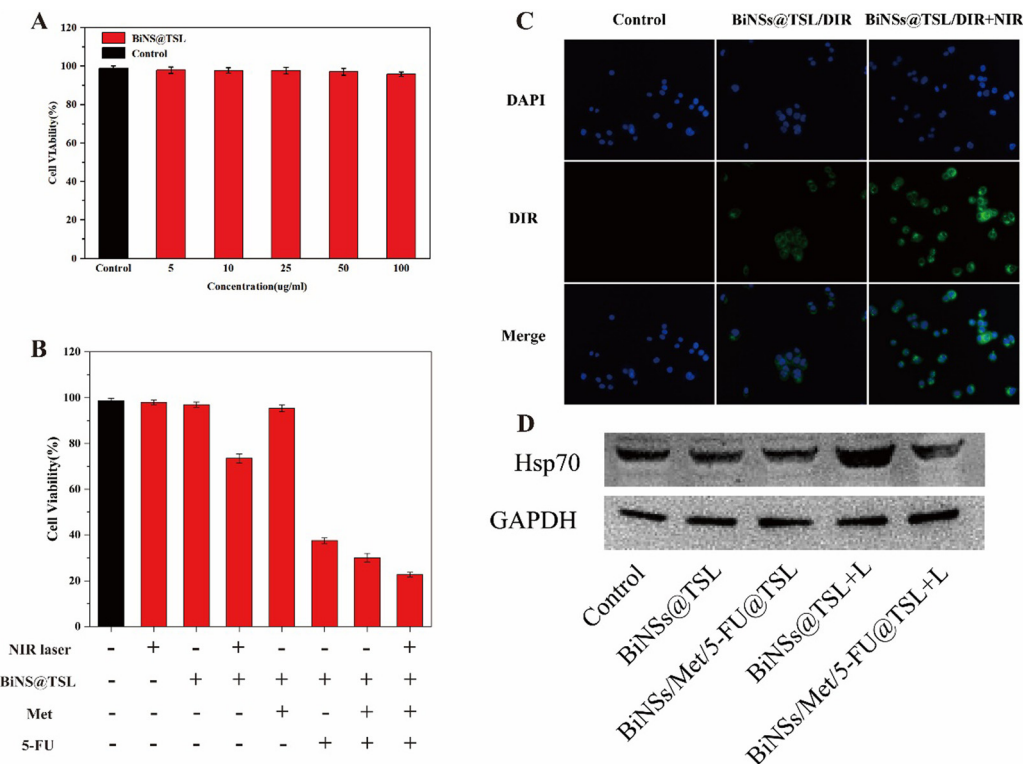 A
BiNS@TSL
Control
Cell VIAbility(%)
120
100
80
60
40
20
0
Control 5 10 25 50 100
Concentration(ug/ml)
B
Cell Viability(%)
120
100
80
60
40
20
0
NIR laser - + - + - - - +
BiNS@TSL - - + + + + + +
Met - - - - + - + +
5-FU - - - - - + + +
C
Control BiNSs@TSL/DIR BiNSs@TSL/DIR+NIR
DAPI
DIR
Merge
D
Hsp70
GAPDH
Control
BiNSs@TSL
BiNSs/Met/5-FU@TSL
BiNSs@TSL+L
BiNSs/Met/5-FU@TSL+L